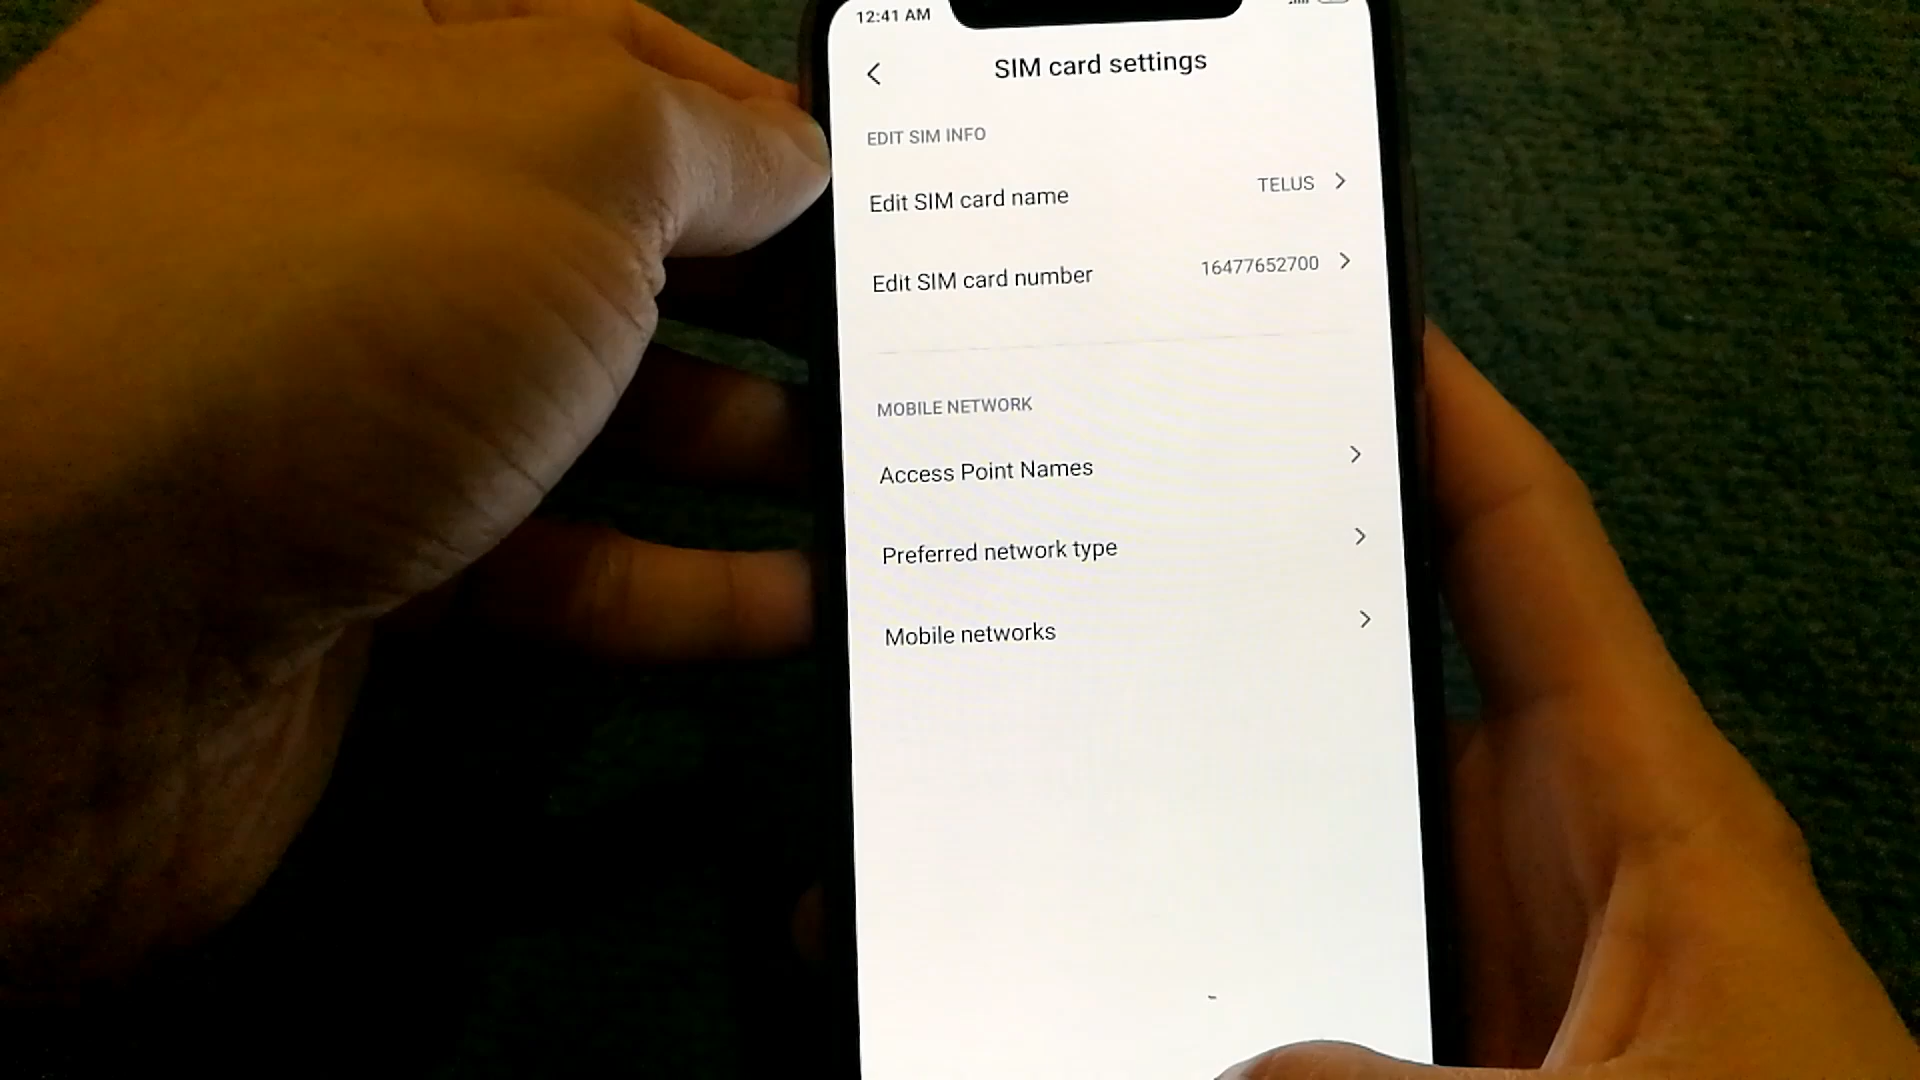 12:41 AM
SIM card settings
EDIT SIM INFO
Edit SIM card name TELUS
Edit SIM card number 16477652700
MOBILE NETWORK
Access Point Names
Preferred network type
Mobile networks